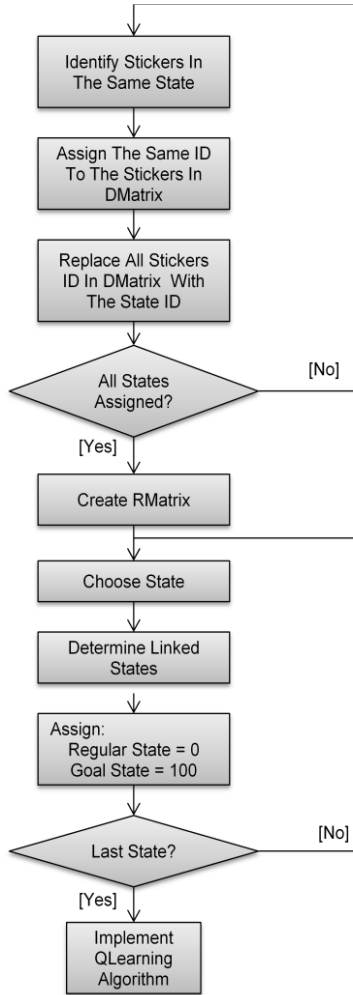 Identify Stickers In
The Same State
Assign The Same ID
To The Stickers In
DMatrix
Replace All Stickers
ID In DMatrix With
The State ID
All States
Assigned?
[No]
[Yes]
Create RMatrix
Choose State
Determine Linked
States
Assign:
Regular State = 0
Goal State = 100
Last State?
[No]
[Yes]
Implement
QLearning
Algorithm